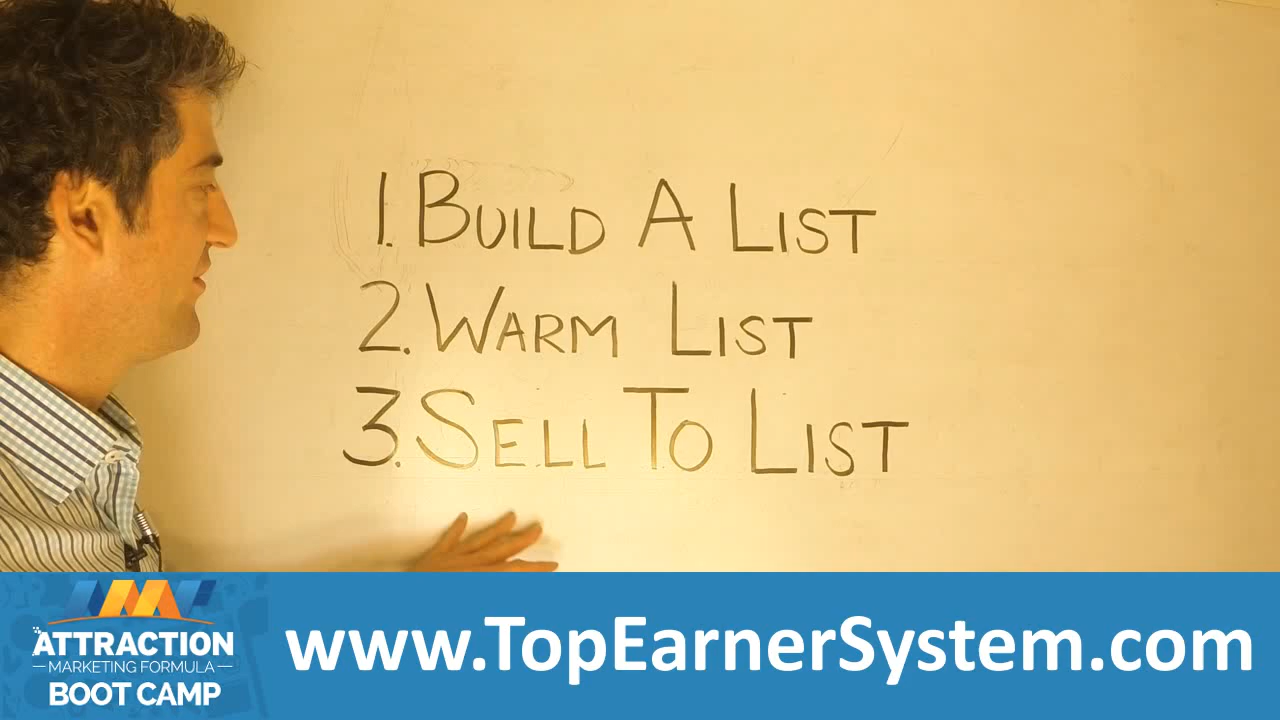 1. BUILD A LIST
2. WARM LIST
3. SELL TO LIST
ATTRACTION
MARKETING FORMULA
BOOT CAMP
www.TopEarnerSystem.com